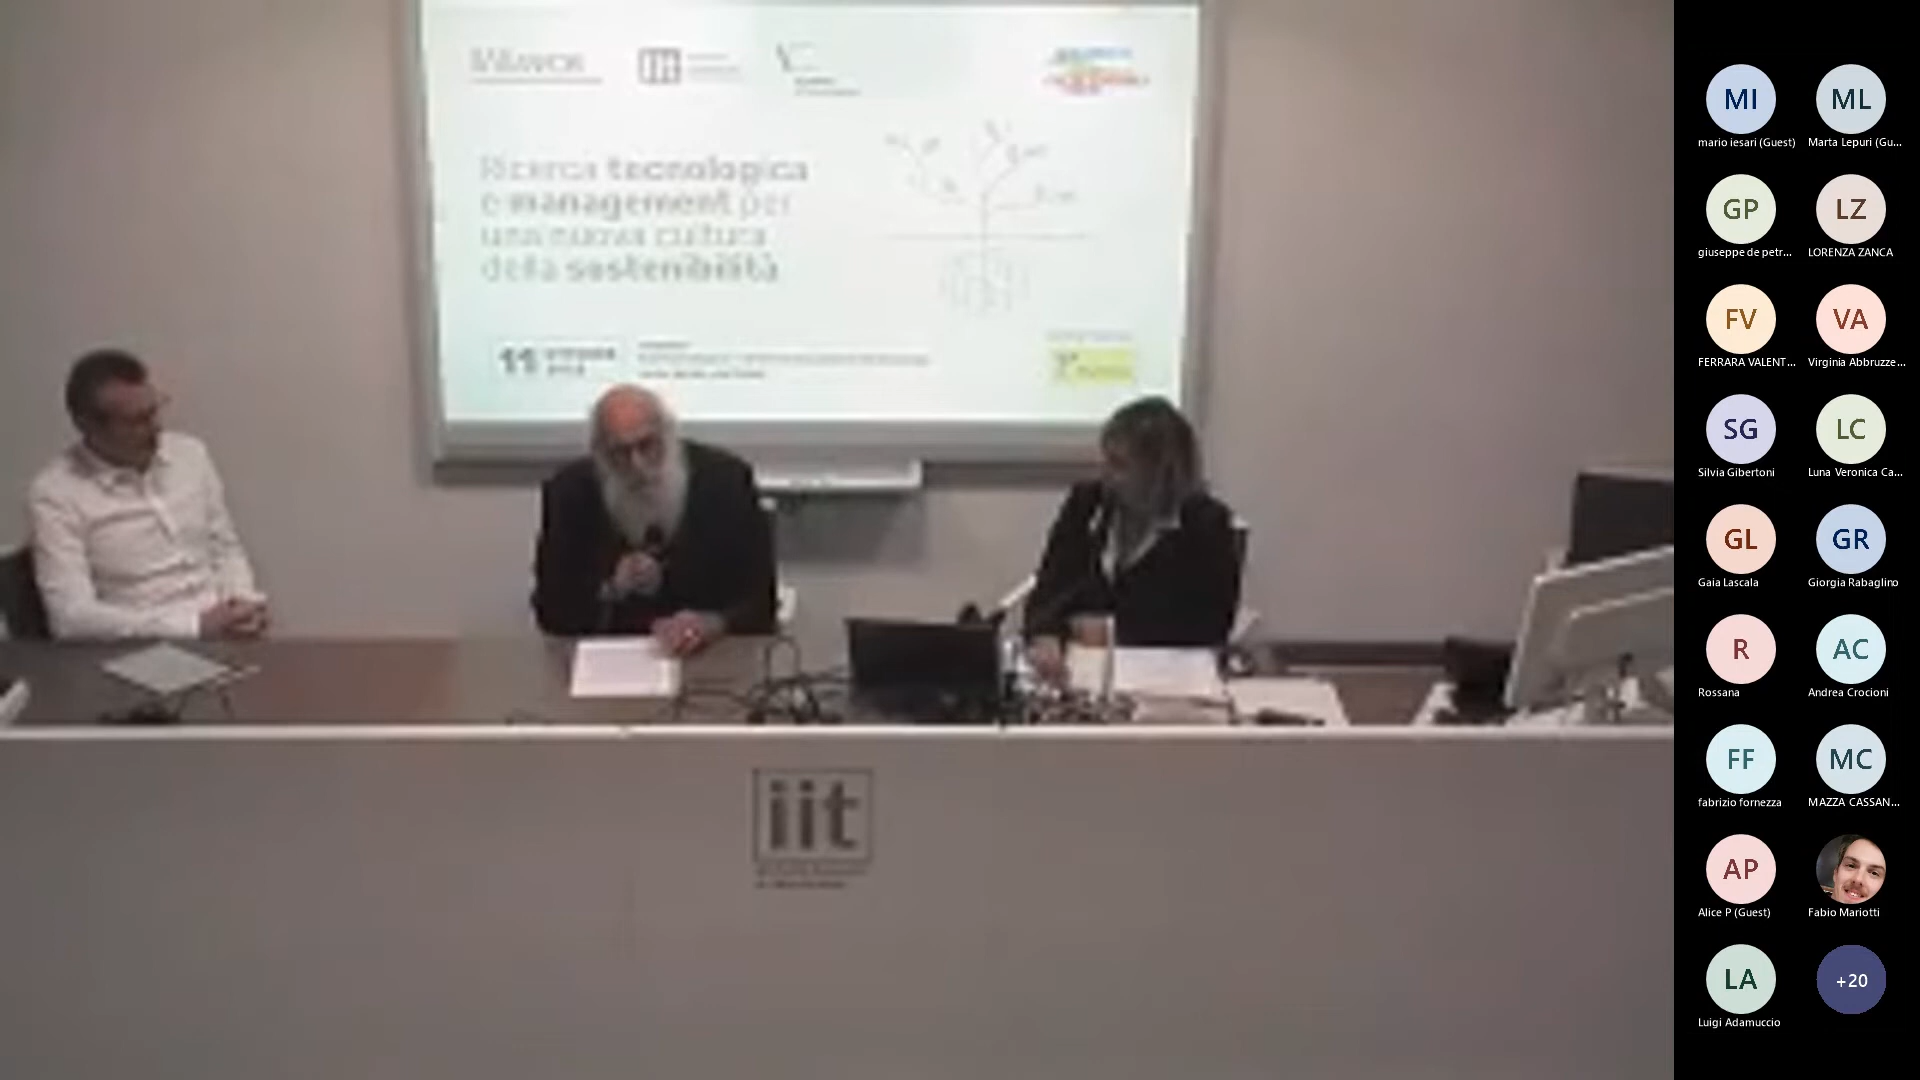 Ricerca tecnologica
e management per
una nuova cultura
della sostenibilità
11
iit
MI
mario iesari (Guest)
ML
Marta Lepuri (Gu...
GP
giuseppe de petr...
LZ
LORENZA ZANCA
FV
FERRARA VALENT...
VA
Virginia Abbruzze...
SG
Silvia Gibertoni
LC
Luna Veronica Ca...
GL
Gaia Lascala
GR
Giorgia Rabaglino
R
Rossana
AC
Andrea Crocioni
FF
fabrizio fornezza
MC
MAZZA CASSAN...
AP
Alice P (Guest)
Fabio Mariotti
LA
Luigi Adamuccio
+20